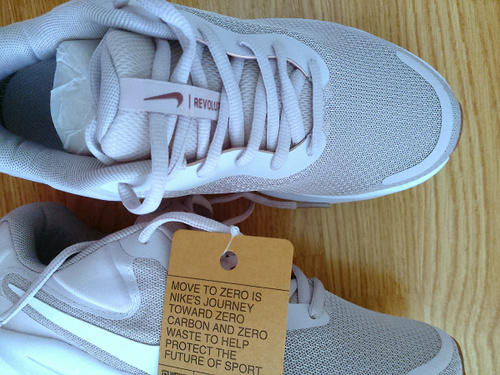 REVOLUT
MOVE TO ZERO IS
NIKE'S JOURNEY
TOWARD ZERO
CARBON AND ZERO
WASTE TO HELP
PROTECT THE
FUTURE OF SPORT